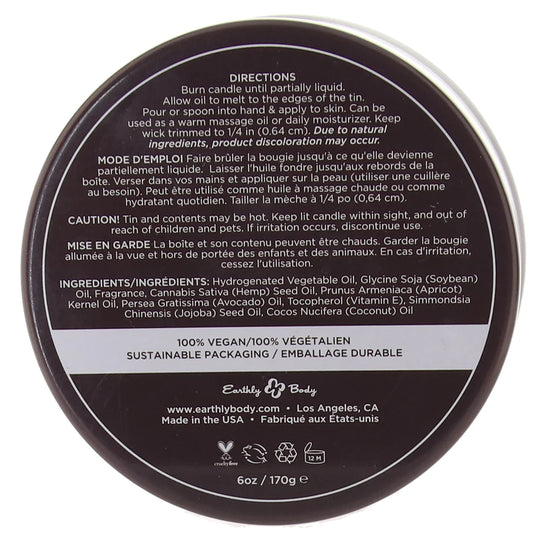 DIRECTIONS
Burn candle until partially liquid.
Allow oil to melt to the edges of the tin.
Pour or spoon into hand & apply to skin. Can be
used as a warm massage oil or daily moisturizer. Keep
wick trimmed to 1/4 in (0.64 cm). Due to natural
ingredients, product discoloration may occur.
MODE D'EMPLOI Faire brûler la bougie jusqu'à ce qu'elle devienne
partiellement liquide. Laisser l'huile fondre jusqu'aux rebords de la
boîte. Verser dans vos mains et appliquer sur la peau (utiliser une cuillère
au besoin). Peut être utilisé comme huile à massage chaude ou comme
hydratant quotidien. Tailler la mèche à 1/4 po (0,64 cm).
CAUTION! Tin and contents may be hot. Keep lit candle within sight, and out of
reach of children and pets. If irritation occurs, discontinue use.
MISE EN GARDE La boîte et son contenu peuvent être chauds. Garder la bougie
allumée à la vue et hors de portée des enfants et des animaux. En cas d'irritation,
cessez l'utilisation.
INGREDIENTS/INGRÉDIENTS: Hydrogenated Vegetable Oil, Glycine Soja (Soybean)
Oil, Fragrance, Cannabis Sativa (Hemp) Seed Oil, Prunus Armeniaca (Apricot)
Kernel Oil, Persea Gratissima (Avocado) Oil, Tocopherol (Vitamin E), Simmondsia
Chinensis (Jojoba) Seed Oil, Cocos Nucifera (Coconut) Oil
100% VEGAN/100% VÉGÉTALIEN
SUSTAINABLE PACKAGING / EMBALLAGE DURABLE
Earthly Body
www.earthlybody.com • Los Angeles, CA
Made in the USA • Fabriqué aux États-unis
crueltyfree
12 M
6oz / 170g e